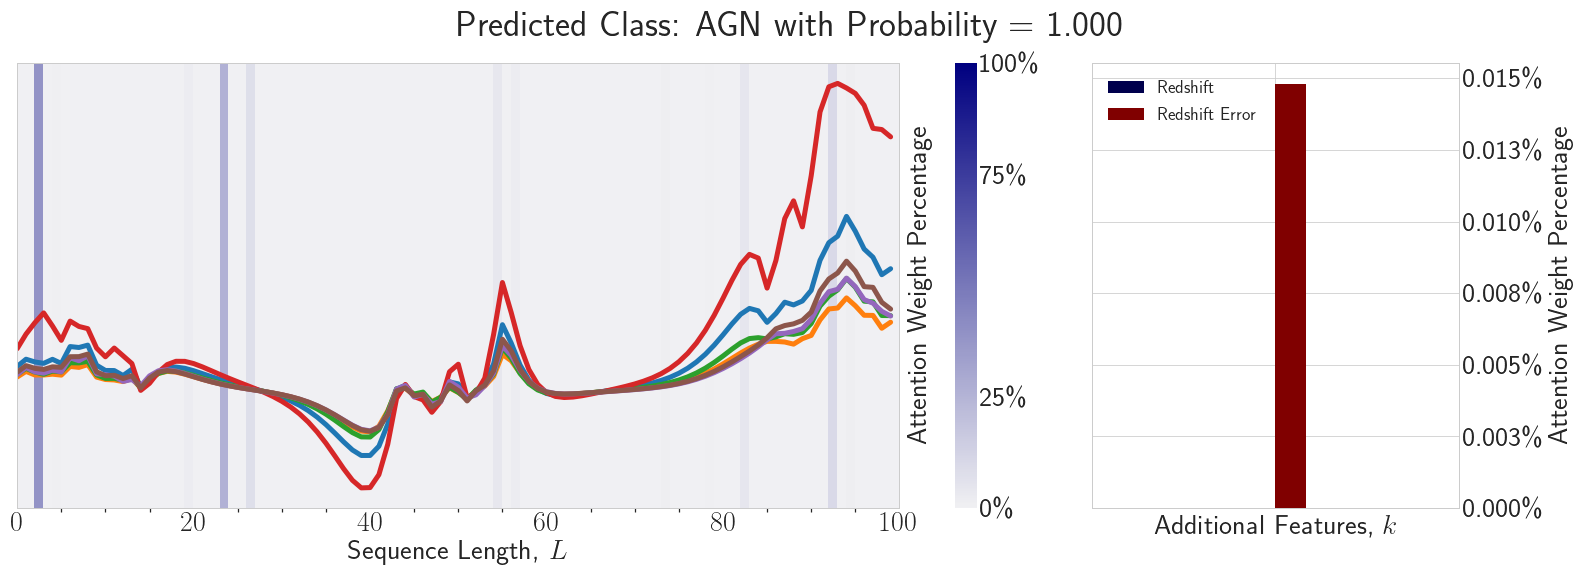 Predicted Class: AGN with Probability = 1.000
0
20
40
60
80
100
Sequence Length, L
100%
75%
25%
0%
Attention Weight Percentage
Redshift
Redshift Error
Additional Features, k
0.015%
0.013%
0.010%
0.008%
0.005%
0.003%
0.000%
Attention Weight Percentage